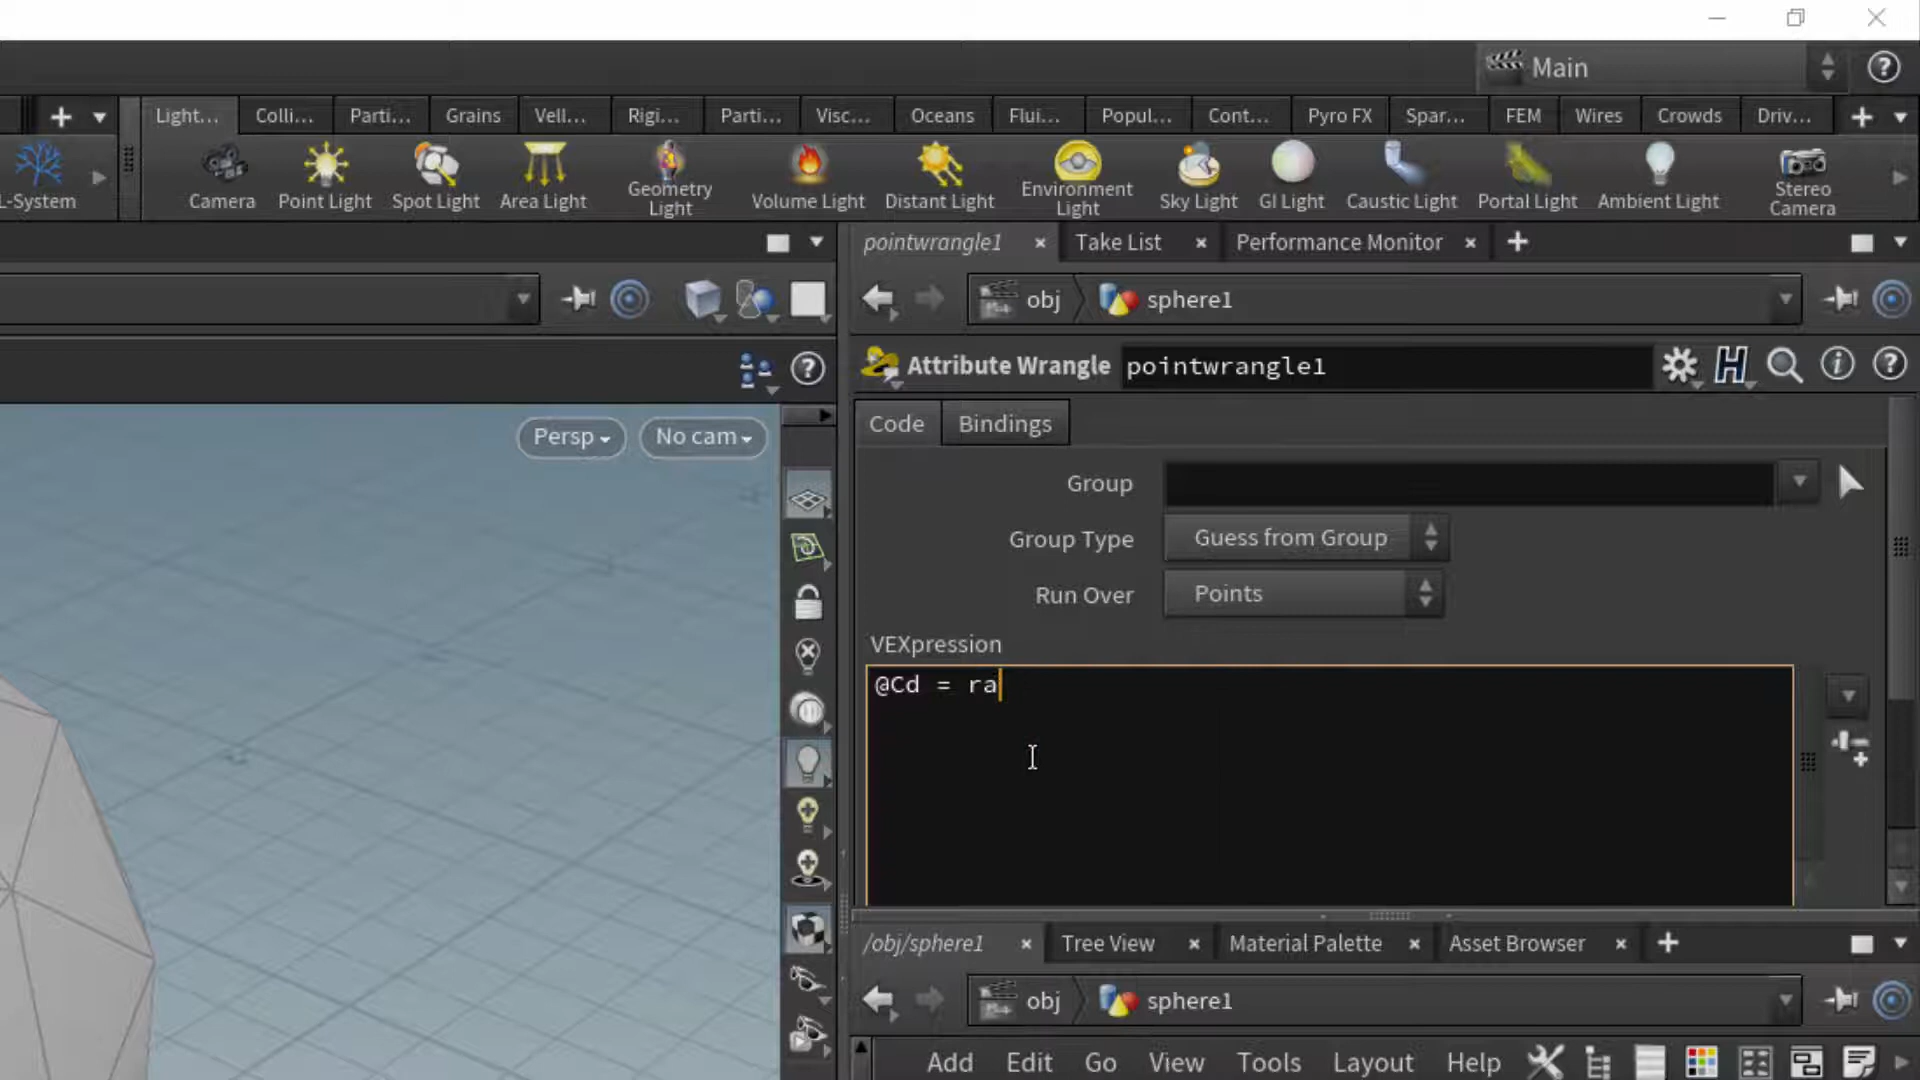 Main
Light... Colli... Parti... Grains Vell... Rigi... Parti... Visc... Oceans Flui... Popul... Cont... Pyro FX Spar... FEM Wires Crowds Driv...
L-System Camera Point Light Spot Light Area Light Geometry Light Volume Light Distant Light Environment Light Sky Light GI Light Caustic Light Portal Light Ambient Light Stereo Camera
pointwrangle1 Take List Performance Monitor
obj sphere1
Attribute Wrangle pointwrangle1
Persp No cam
Code Bindings
Group
Group Type Guess from Group
Run Over Points
VEXpression
@Cd = ra
/obj/sphere1 Tree View Material Palette Asset Browser
obj sphere1
Add Edit Go View Tools Layout Help